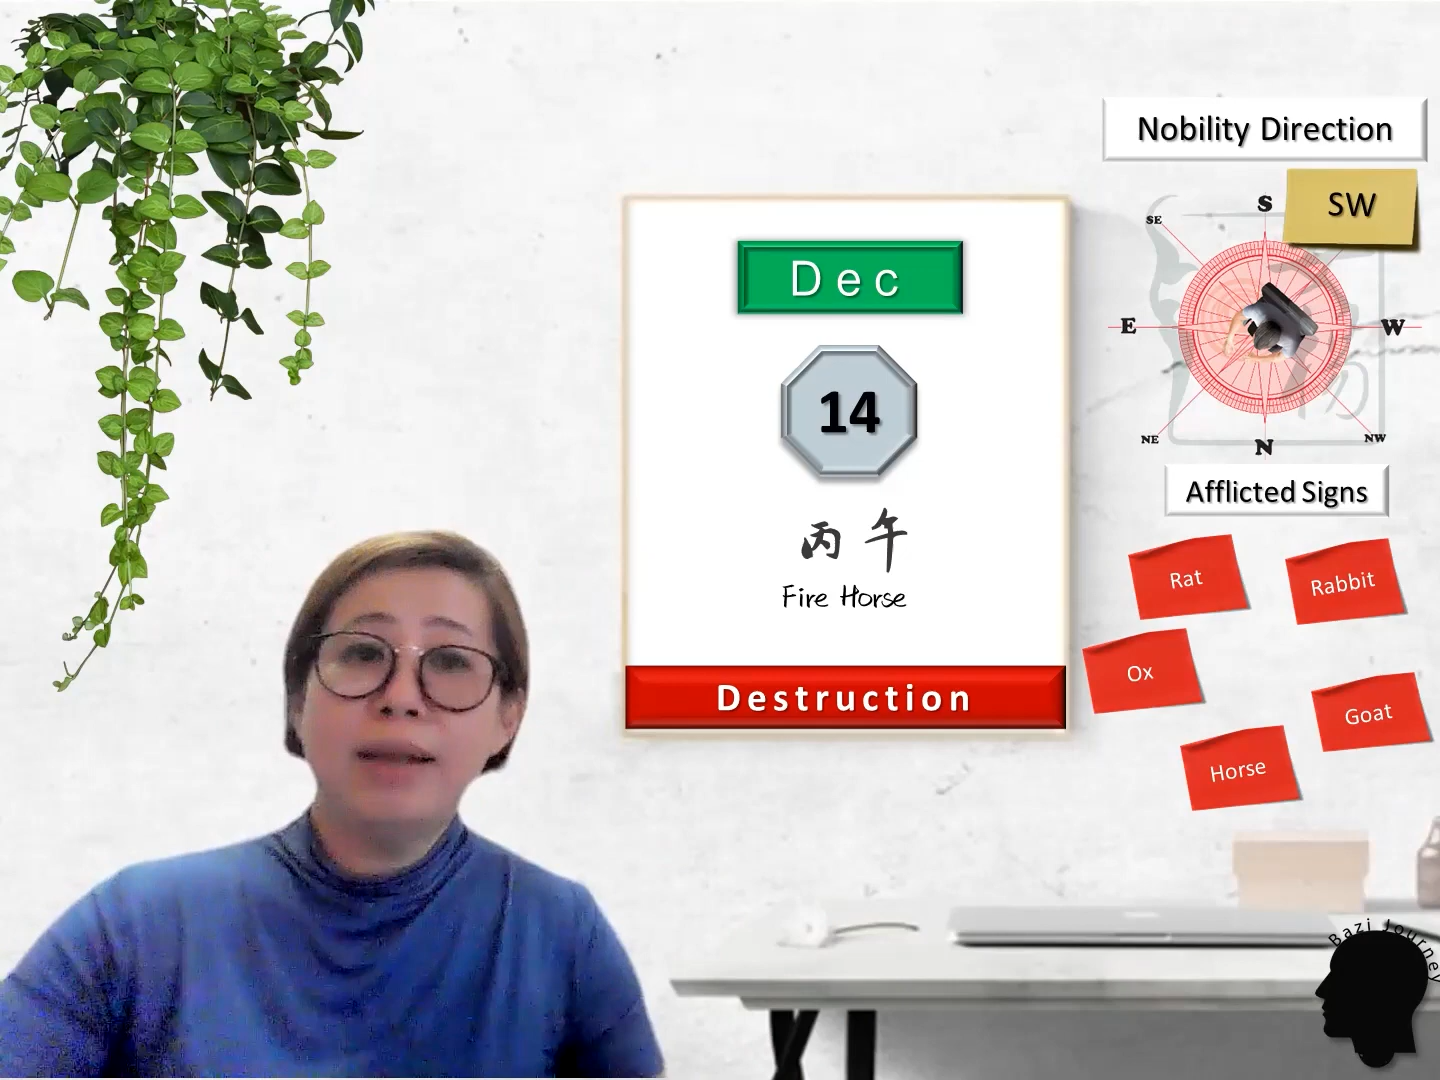 Nobility Direction
SW
S
SE
E
W
NE
NW
N
Dec
14
丙午
Fire Horse
Destruction
Afflicted Signs
Rat
Rabbit
Ox
Goat
Horse
Bazi Journey